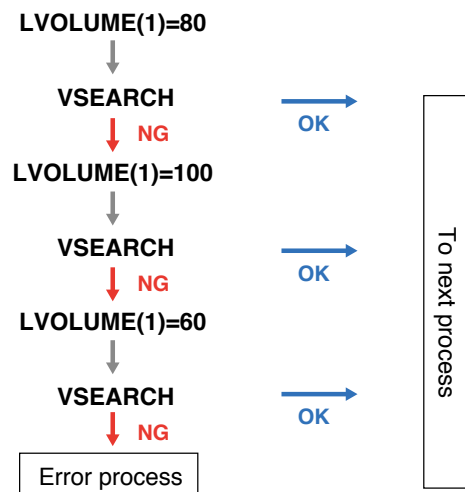 LVOLUME(1)=80
VSEARCH
OK
NG
LVOLUME(1)=100
VSEARCH
OK
NG
LVOLUME(1)=60
VSEARCH
OK
NG
Error process
To next process